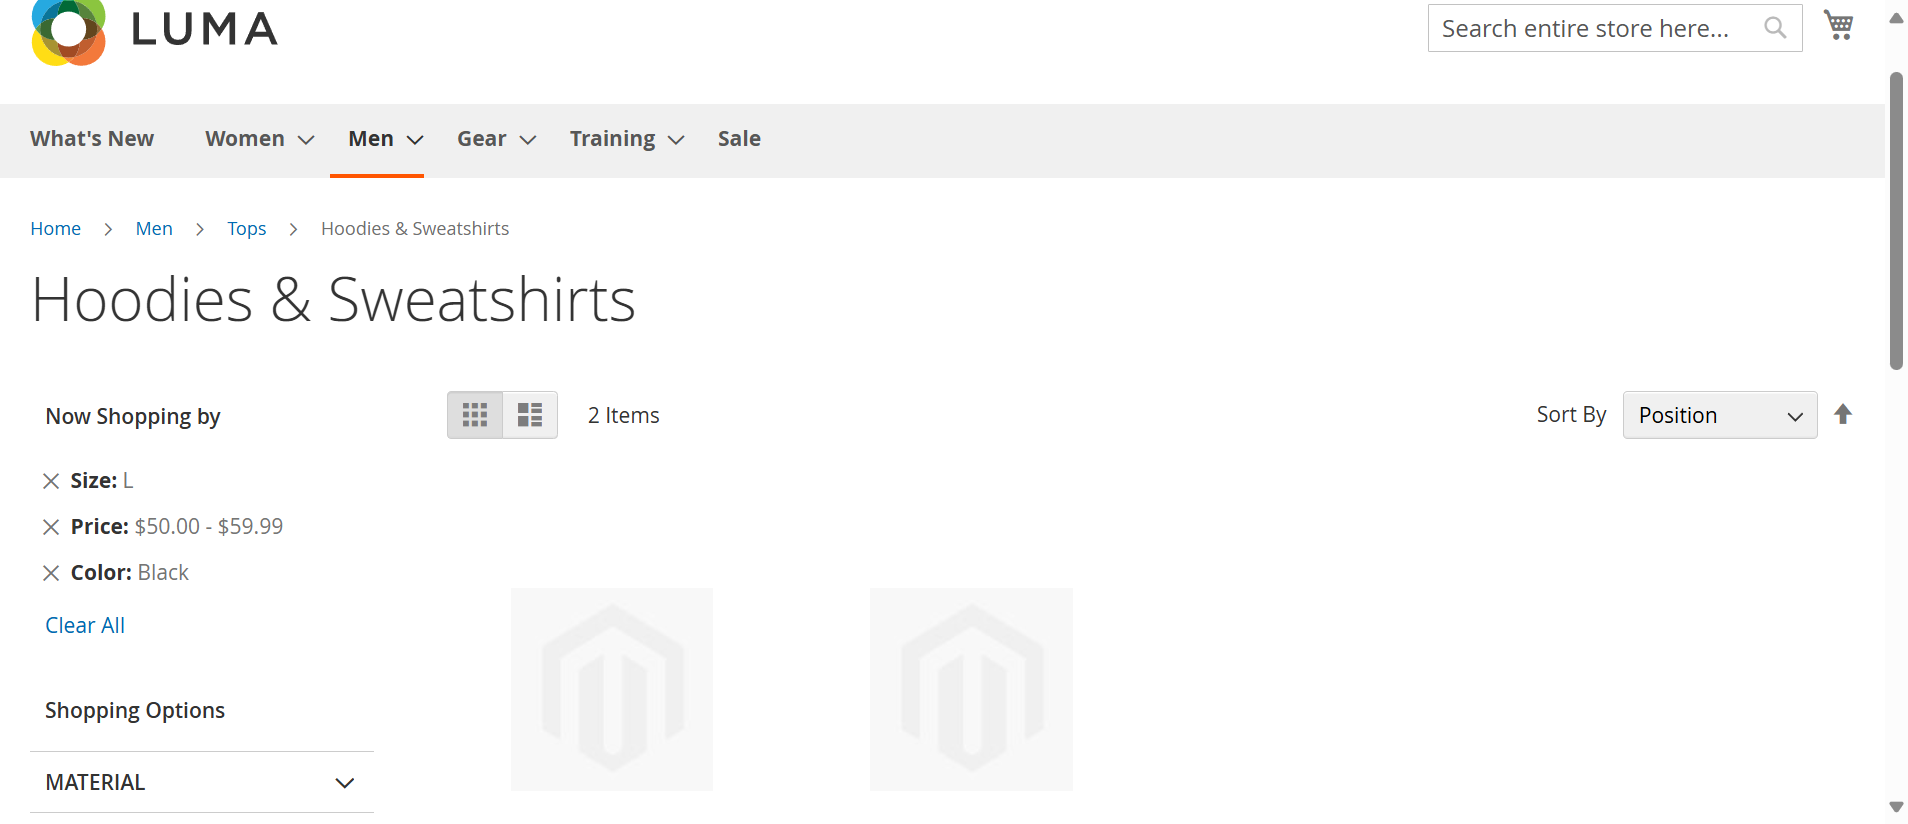 LUMA
Search entire store here...
What's New Women Men Gear Training Sale
Home Men Tops Hoodies & Sweatshirts
Hoodies & Sweatshirts
Now Shopping by
2 Items
Sort By Position
Size: L
Price: $50.00 - $59.99
Color: Black
Clear All
Shopping Options
MATERIAL